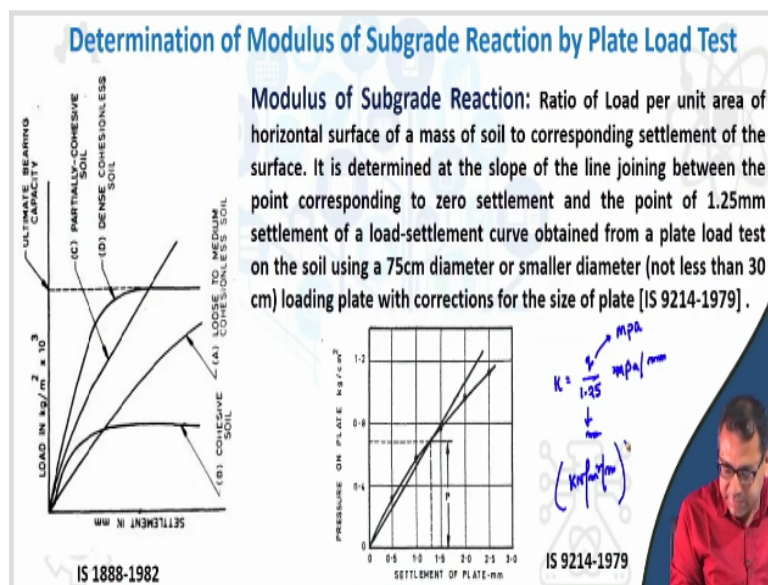 Determination of Modulus of Subgrade Reaction by Plate Load Test
Modulus of Subgrade Reaction: Ratio of Load per unit area of
horizontal surface of a mass of soil to corresponding settlement of the
surface. It is determined at the slope of the line joining between the
point corresponding to zero settlement and the point of 1.25mm
settlement of a load-settlement curve obtained from a plate load test
on the soil using a 75cm diameter or smaller diameter (not less than 30
cm) loading plate with corrections for the size of plate [IS 9214-1979] .
ULTIMATE BEARING
CAPACITY
(C) PARTIALLY-COHESIVE
SOIL
(D) DENSE COHESIONLESS
SOIL
(A) LOOSE TO MEDIUM
COHESIONLESS SOIL
(B) COHESIVE
SOIL
LOAD IN kg/m² x 10³
SETTLEMENT IN mm
IS 1888-1982
PRESSURE ON PLATE kg/cm²
1·2
0·8
0·4
0
P
0 0·5 1·0 1·5 2·0 2·5 3·0
SETTLEMENT OF PLATE-mm
IS 9214-1979
mpa
K = q/1.25 mpa/mm
mm
(KN/m²/m)